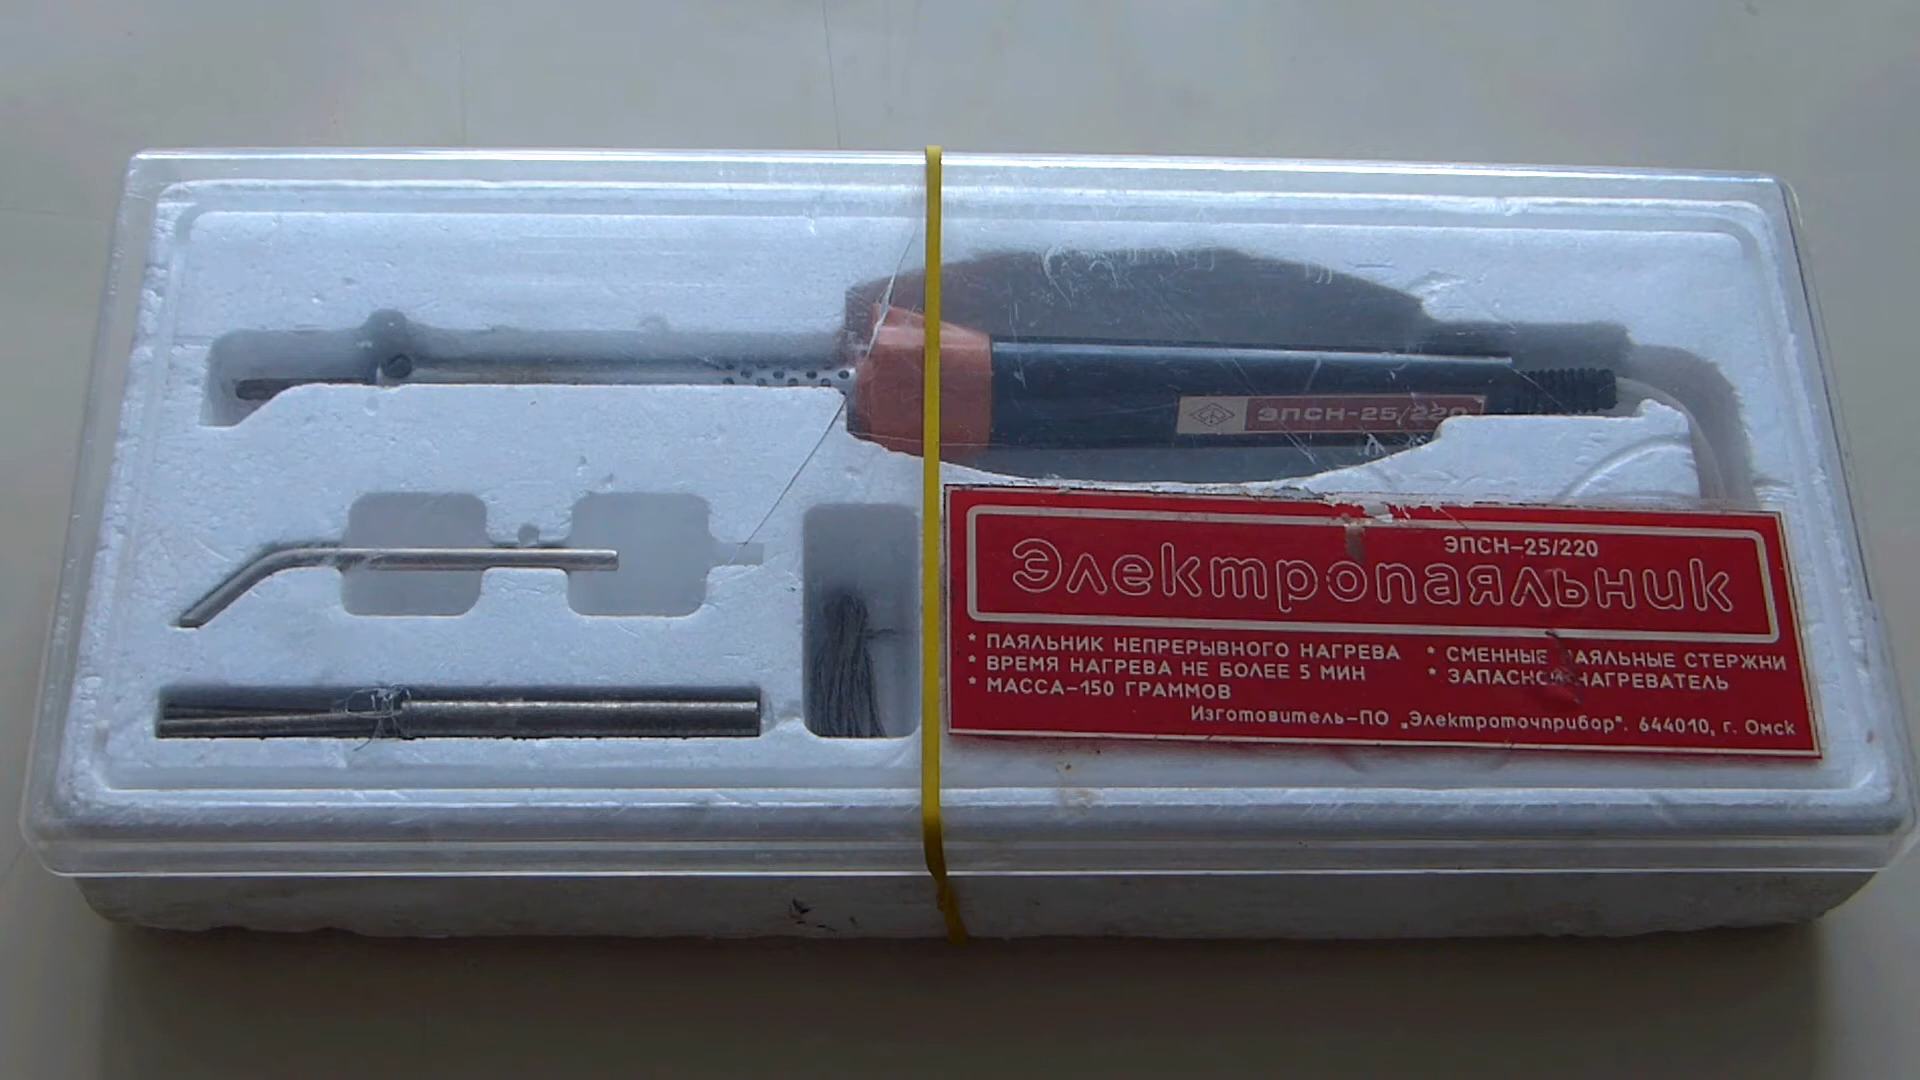 ЭПСН-25/220
ЭПСН-25/220
Электропаяльник
* ПАЯЛЬНИК НЕПРЕРЫВНОГО НАГРЕВА
* ВРЕМЯ НАГРЕВА НЕ БОЛЕЕ 5 МИН
* МАССА-150 ГРАММОВ
* СМЕННЫЕ ПАЯЛЬНЫЕ СТЕРЖНИ
* ЗАПАСНОЙ НАГРЕВАТЕЛЬ
Изготовитель-ПО „Электроточприбор". 644010, г. Омск